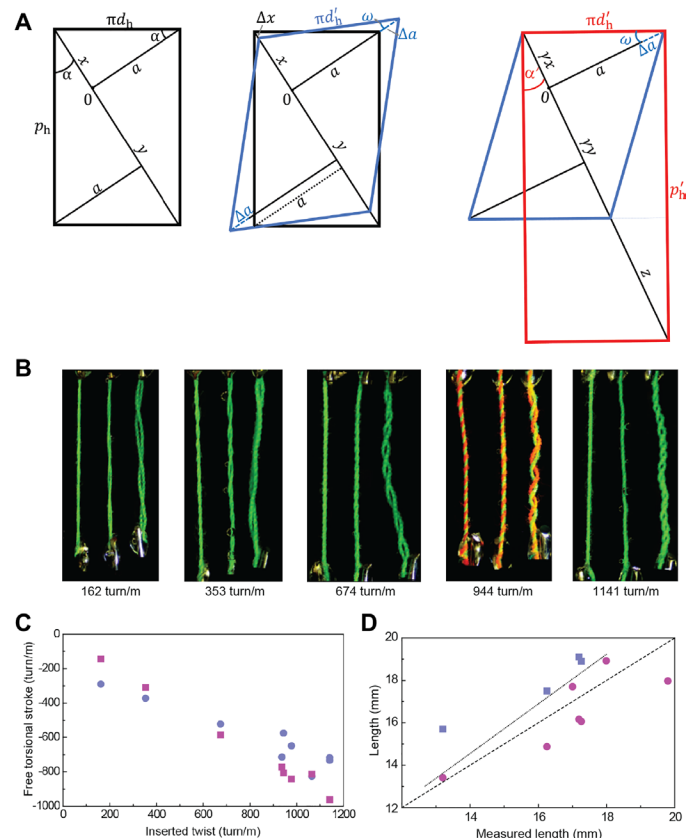 A
πd_h
α
x
α
a
0
p_h
y
a
Δx
πd′_h
ω
Δa
x
a
0
y
a
Δa
πd′_h
γx
ω
a
Δa
α′
0
γy
p′_h
z
B
162 turn/m
353 turn/m
674 turn/m
944 turn/m
1141 turn/m
C
Free torsional stroke (turn/m)
0
-200
-400
-600
-800
-1000
0 200 400 600 800 1000 1200
Inserted twist (turn/m)
D
Length (mm)
20
18
16
14
12
14 16 18 20
Measured length (mm)